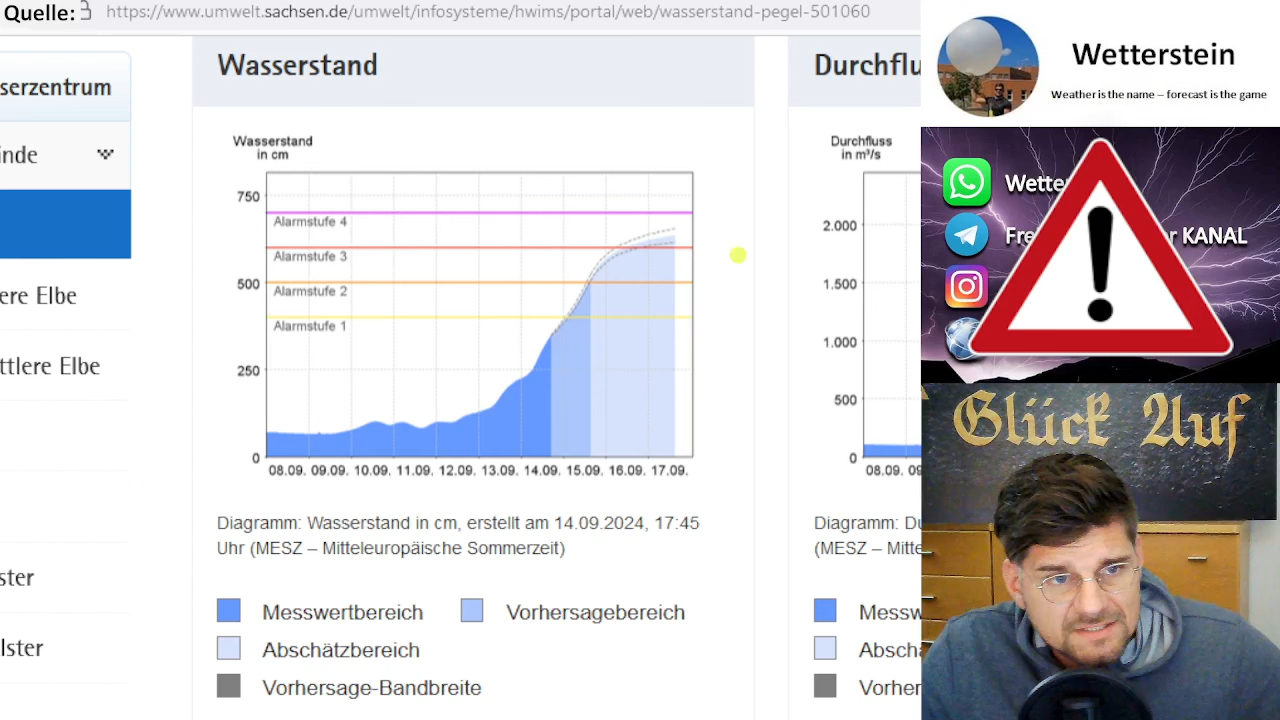 Quelle:
https://www.umwelt.sachsen.de/umwelt/infosysteme/hwims/portal/web/wasserstand-pegel-501060
serzentrum
inde
ere Elbe
ttlere Elbe
ster
lster
Wasserstand
Wasserstand
in cm
750
500
250
0
Alarmstufe 4
Alarmstufe 3
Alarmstufe 2
Alarmstufe 1
08.09. 09.09. 10.09. 11.09. 12.09. 13.09. 14.09. 15.09. 16.09. 17.09.
Diagramm: Wasserstand in cm, erstellt am 14.09.2024, 17:45
Uhr (MESZ – Mitteleuropäische Sommerzeit)
Messwertbereich
Vorhersagebereich
Abschätzbereich
Vorhersage-Bandbreite
Durchflu
Durchfluss
in m³/s
2.000
1.500
1.000
500
0
08.09. 09
Diagramm: Du
(MESZ – Mitte
Messw
Abschä
Vorher
Wetterstein
Weather is the name – forecast is the game
Wette
Fre
r KANAL
Glück Auf